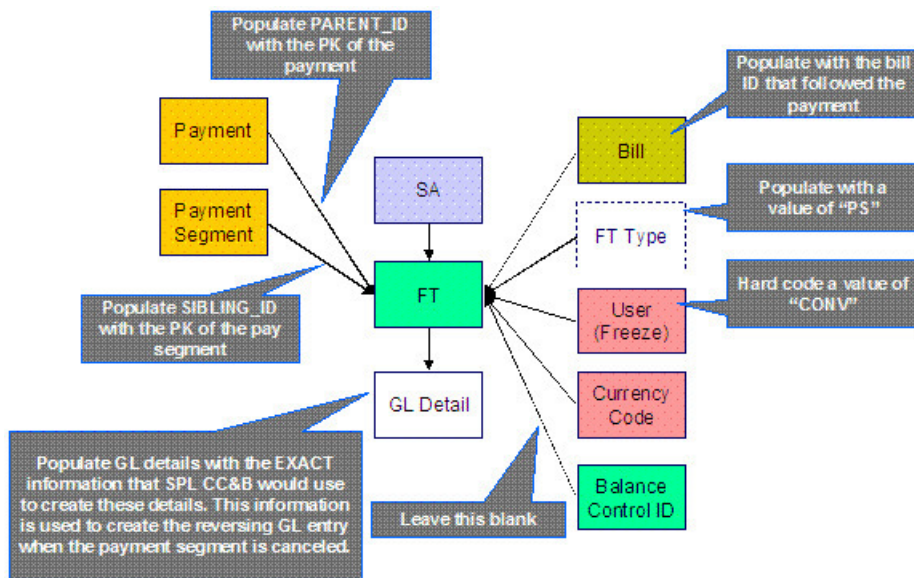 Populate PARENT_ID
with the PK of the
payment
Populate with the bill
ID that followed the
payment
Payment
Bill
SA
Payment
Segment
Populate with a
value of "PS"
FT Type
FT
Populate SIBLING_ID
with the PK of the pay
segment
Hard code a value of
"CONV"
User
(Freeze)
GL Detail
Currency
Code
Populate GL details with the EXACT
information that SPL CC&B would use
to create these details. This information
is used to create the reversing GL entry
when the payment segment is canceled.
Leave this blank
Balance
Control ID